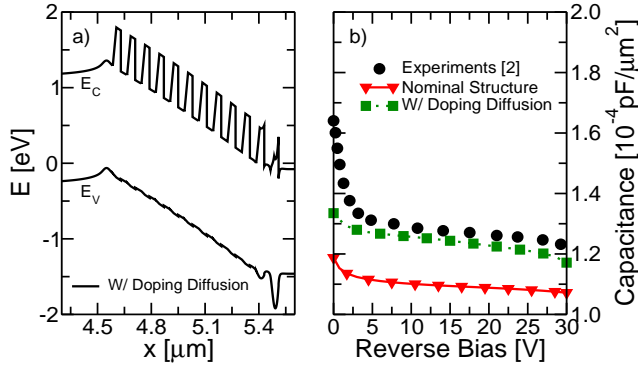 a)
E_C
E_V
W/ Doping Diffusion
2
1
0
-1
-2
E [eV]
4.5
4.8
5.1
5.4
x [μm]
b)
Experiments [2]
Nominal Structure
W/ Doping Diffusion
2.0
1.8
1.6
1.4
1.2
1.0
Capacitance [10^-4 pF/μm^2]
0
5
10
15
20
25
30
Reverse Bias [V]